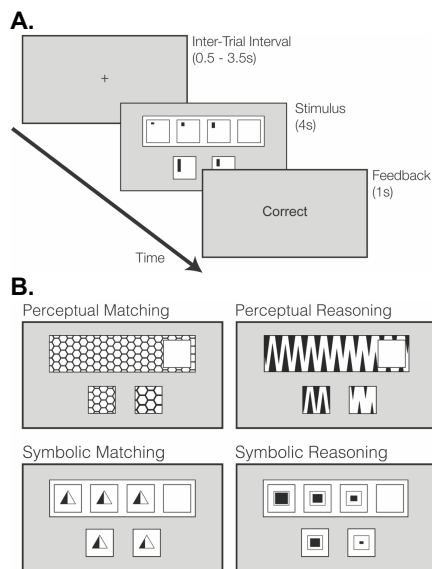 A.
Inter-Trial Interval
(0.5 - 3.5s)
+
Stimulus
(4s)
Feedback
(1s)
Correct
Time
B.
Perceptual Matching
Perceptual Reasoning
Symbolic Matching
Symbolic Reasoning